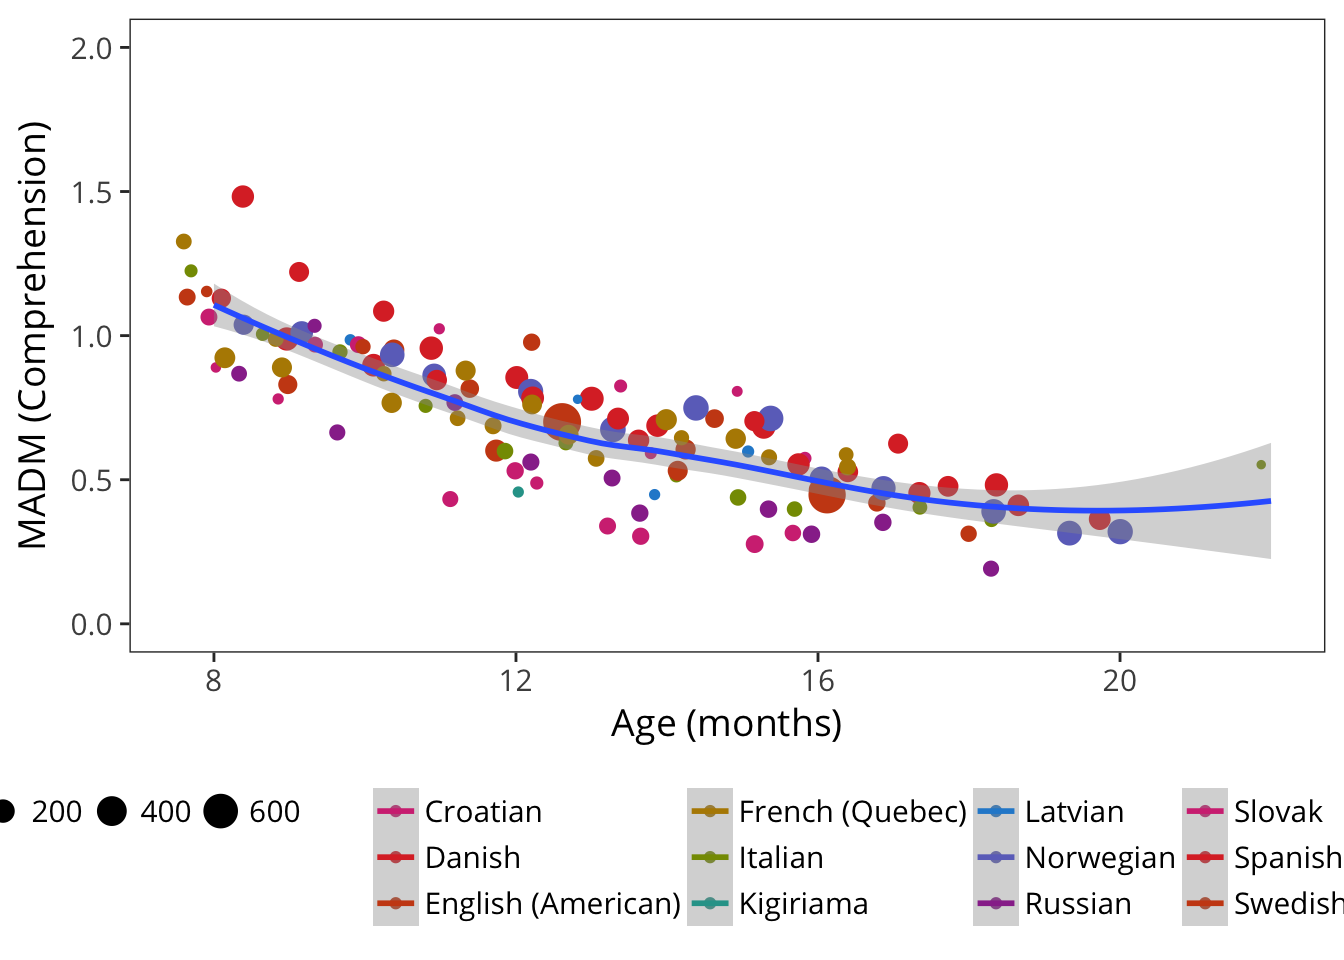 MADM (Comprehension)
2.0
1.5
1.0
0.5
0.0
8 12 16 20
Age (months)
200 400 600
Croatian French (Quebec) Latvian Slovak
Danish Italian Norwegian Spanish
English (American) Kigiriama Russian Swedish